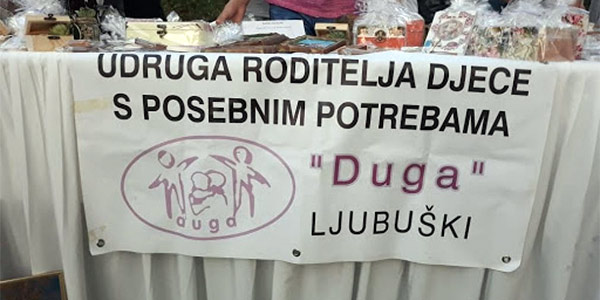 UDRUGA RODITELJA DJECE
S POSEBNIM POTREBAMA
"Duga"
duga
LJUBUŠKI